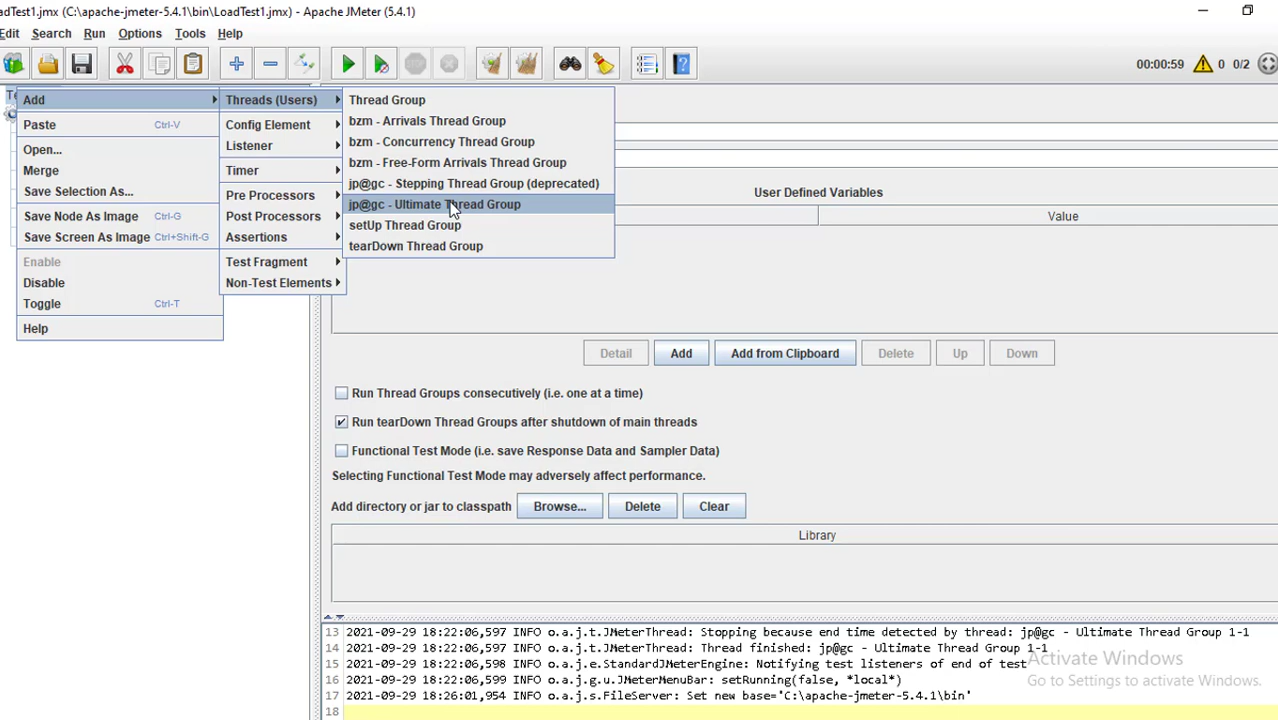 oadTest1.jmx (C:\apache-jmeter-5.4.1\bin\LoadTest1.jmx) - Apache JMeter (5.4.1)
Edit Search Run Options Tools Help
00:00:59 0 0/2
Add
Paste Ctrl-V
Open...
Merge
Save Selection As...
Save Node As Image Ctrl-G
Save Screen As Image Ctrl+Shift-G
Enable
Disable
Toggle Ctrl-T
Help
Threads (Users)
Config Element
Listener
Timer
Pre Processors
Post Processors
Assertions
Test Fragment
Non-Test Elements
Thread Group
bzm - Arrivals Thread Group
bzm - Concurrency Thread Group
bzm - Free-Form Arrivals Thread Group
jp@gc - Stepping Thread Group (deprecated)
jp@gc - Ultimate Thread Group
setUp Thread Group
tearDown Thread Group
User Defined Variables
Value
Detail Add Add from Clipboard Delete Up Down
Run Thread Groups consecutively (i.e. one at a time)
Run tearDown Thread Groups after shutdown of main threads
Functional Test Mode (i.e. save Response Data and Sampler Data)
Selecting Functional Test Mode may adversely affect performance.
Add directory or jar to classpath Browse... Delete Clear
Library
13 2021-09-29 18:22:06,597 INFO o.a.j.t.JMeterThread: Stopping because end time detected by thread: jp@gc - Ultimate Thread Group 1-1
14 2021-09-29 18:22:06,597 INFO o.a.j.t.JMeterThread: Thread finished: jp@gc - Ultimate Thread Group 1-1
15 2021-09-29 18:22:06,598 INFO o.a.j.e.StandardJMeterEngine: Notifying test listeners of end of test
16 2021-09-29 18:22:06,599 INFO o.a.j.g.u.JMeterMenuBar: setRunning(false, *local*)
17 2021-09-29 18:26:01,954 INFO o.a.j.s.FileServer: Set new base='C:\apache-jmeter-5.4.1\bin'
18
Activate Windows
Go to Settings to activate Windows.